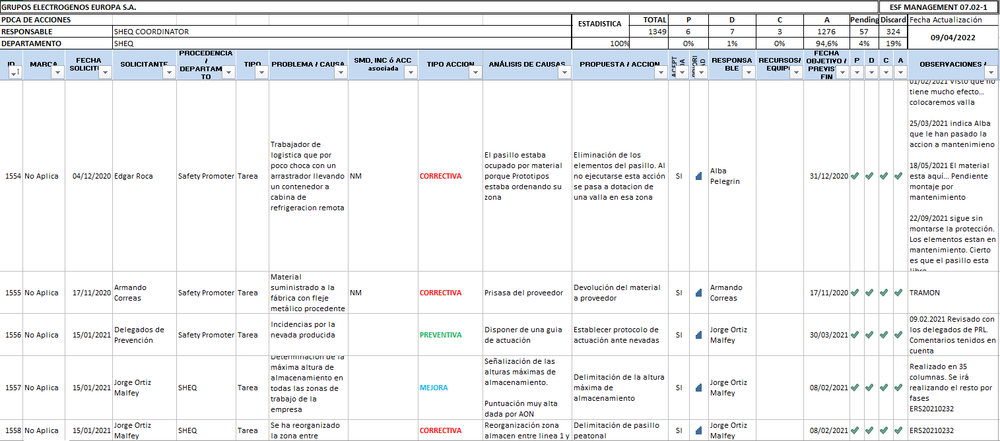 GRUPOS ELECTROGENOS EUROPA S.A.
ESF MANAGEMENT 07.02-1
PDCA DE ACCIONES
ESTADISTICA
TOTAL
P
D
C
A
Pending
Discard
Fecha Actualización
RESPONSABLE
SHEQ COORDINATOR
1349
6
7
3
1276
57
324
09/04/2022
DEPARTAMENTO
SHEQ
100%
0%
1%
0%
94,6%
4%
19%
ID
MARCA
FECHA
SOLICIT
SOLICITANTE
PROCEDENCIA
/
DEPARTAM
TO
TIPO
PROBLEMA / CAUSA
SMD, INC ó ACC
asociada
TIPO ACCION
ANÁLISIS DE CAUSAS
PROPUESTA / ACCION
ACEPT
DA
PRIORI
AD
RESPONSA
BLE
RECURSOS/
EQUIP
FECHA
OBJETIVO /
PREVIS
FIN
P
D
C
A
OBSERVACIONES /
1554
No Aplica
04/12/2020
Edgar Roca
Safety Promoter
Tarea
Trabajador de
logistica que por
poco choca con un
arrastrador llevando
un contenedor a
cabina de
refrigeracion remota
NM
CORRECTIVA
El pasillo estaba
ocupado por material
porque Prototipos
estaba ordenando su
zona
Eliminación de los
elementos del pasillo. Al
no ejecutarse esta acción
se pasa a dotacion de
una valla en esa zona
SI
Alba
Pelegrin
31/12/2020
01/02/2021 Visto que no
tiene mucho efecto...
colocaremos valla
25/03/2021 indica Alba
que le han pasado la
accion a mantenimieno
18/05/2021 El material
esta aquí... Pendiente
montaje por
mantenimiento
22/09/2021 sigue sin
montarse la protección.
Los elementos estan en
mantenimiento. Cierto
es que el pasillo esta
libre
1555
No Aplica
17/11/2020
Armando
Correas
Safety Promoter
Tarea
Material
suministrado a la
fábrica con fleje
metálico procedente
NM
CORRECTIVA
Prisasa del proveedor
Devolución del material
a proveedor
SI
Armando
Correas
17/11/2020
TRAMON
1556
No Aplica
15/01/2021
Delegados de
Prevención
Safety Promoter
Tarea
Incidencias por la
nevada producida
PREVENTIVA
Disponer de una guia
de actuación
Establecer protocolo de
actuación ante nevadas
SI
Jorge Ortiz
Malfey
30/03/2021
09.02.2021 Revisado con
los delegados de PRL.
Comentarios tenidos en
cuenta
1557
No Aplica
15/01/2021
Jorge Ortiz
Malfey
SHEQ
Tarea
Determinación de la
máxima altura de
almacenamiento en
todas las zonas de
trabajo de la
empresa
MEJORA
Señalización de las
alturas máximas de
almacenamiento.
Puntuación muy alta
dada por AON
Delimitación de la altura
máxima de
almacenamiento
SI
Jorge Ortiz
Malfey
08/02/2021
Realizado en 35
columnas. Se irá
realizando el resto por
fases
ERS20210232
1558
No Aplica
15/01/2021
Jorge Ortiz
Malfey
SHEQ
Tarea
Se ha reorganizado
la zona entre
CORRECTIVA
Reorganización zona
almacen entre linea 1 y
Delimitación de pasillo
peatonal
SI
Jorge Ortiz
Malfey
08/02/2021
ERS20210232